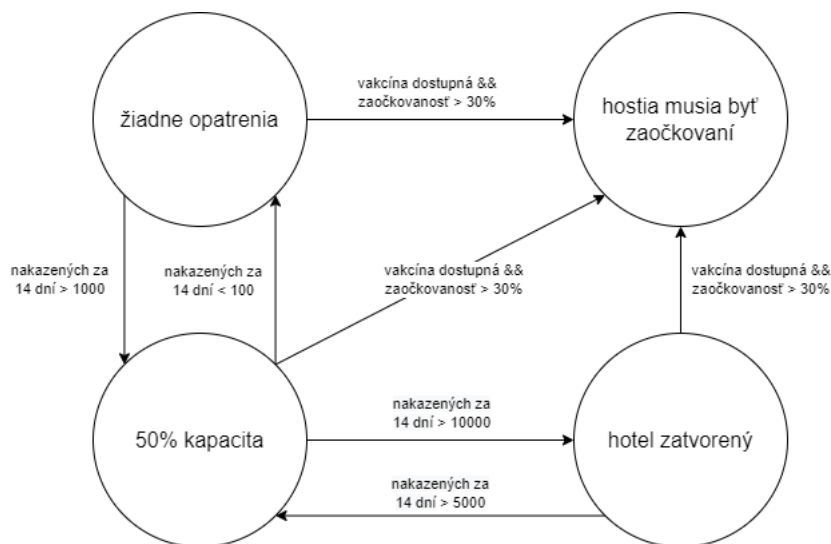 vakcína dostupná &&
zaočkovanosť > 30%
žiadne opatrenia
hostia musia byť
zaočkovaní
nakazených za
14 dní > 1000
nakazených za
14 dní < 100
vakcína dostupná &&
zaočkovanosť > 30%
vakcína dostupná &&
zaočkovanosť > 30%
50% kapacita
nakazených za
14 dní > 10000
hotel zatvorený
nakazených za
14 dní > 5000